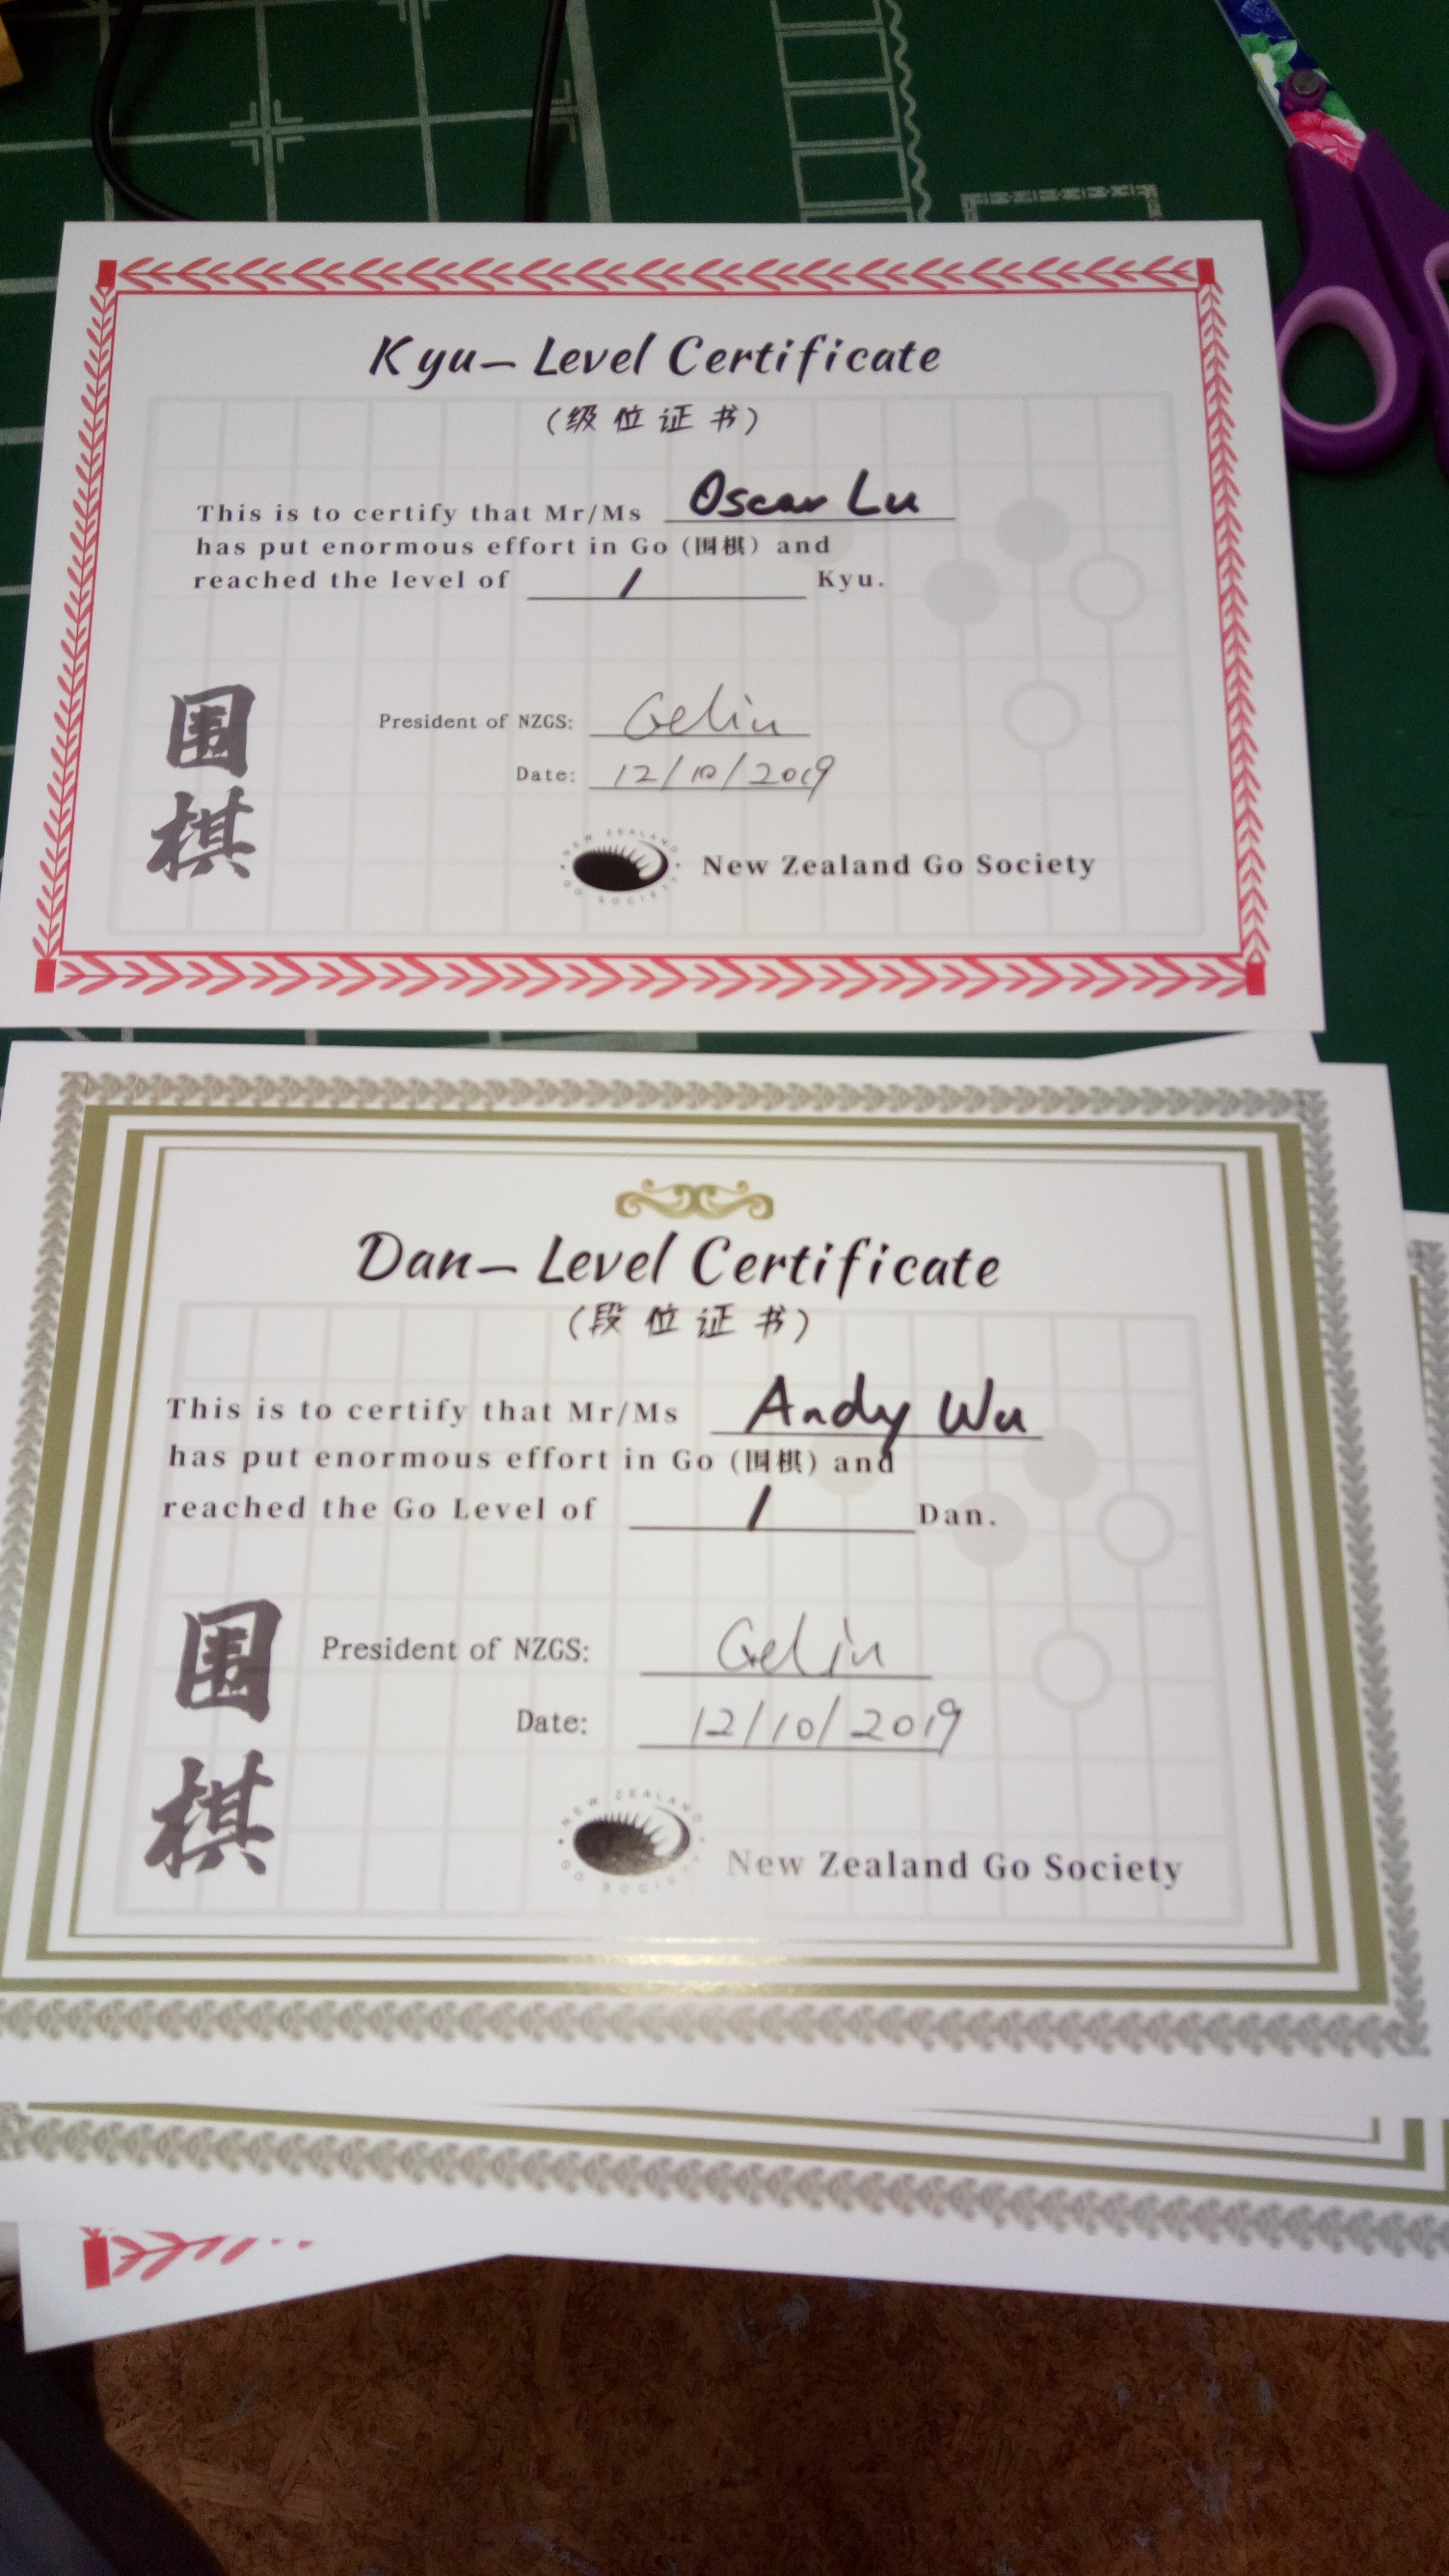 Kyu— Level Certificate
(级位证书)
This is to certify that Mr/Ms Oscar Lu
has put enormous effort in Go (围棋) and
reached the level of 1 Kyu.
围棋
President of NZGS: Gelin
Date: 12/10/2019
NEW ZEALAND GO SOCIETY
New Zealand Go Society
Dan— Level Certificate
(段位证书)
This is to certify that Mr/Ms Andy Wu
has put enormous effort in Go (围棋) and
reached the Go Level of 1 Dan.
围棋
President of NZGS: Gelin
Date: 12/10/2019
NEW ZEALAND GO SOCIETY
New Zealand Go Society